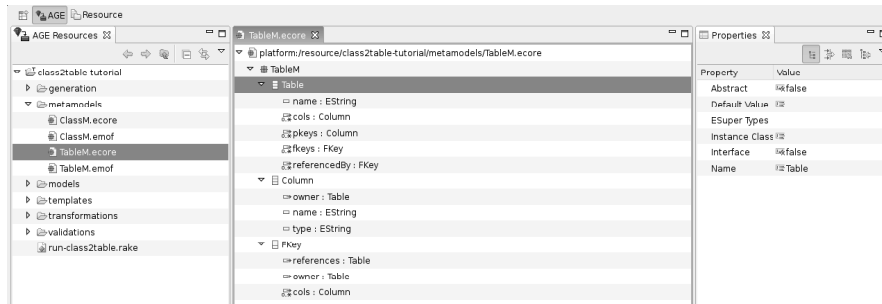 AGE Resource
AGE Resources
class2table-tutorial
generation
metamodels
ClassM.ecore
ClassM.emof
TableM.ecore
TableM.emof
models
templates
transformations
validations
run-class2table.rake
TableM.ecore
platform:/resource/class2table-tutorial/metamodels/TableM.ecore
TableM
Table
name : EString
cols : Column
pkeys : Column
fkeys : FKey
referencedBy : FKey
Column
owner : Table
name : EString
type : EString
FKey
references : Table
owner : Table
cols : Column
Properties
Property Value
Abstract false
Default Value
ESuper Types
Instance Class
Interface false
Name Table